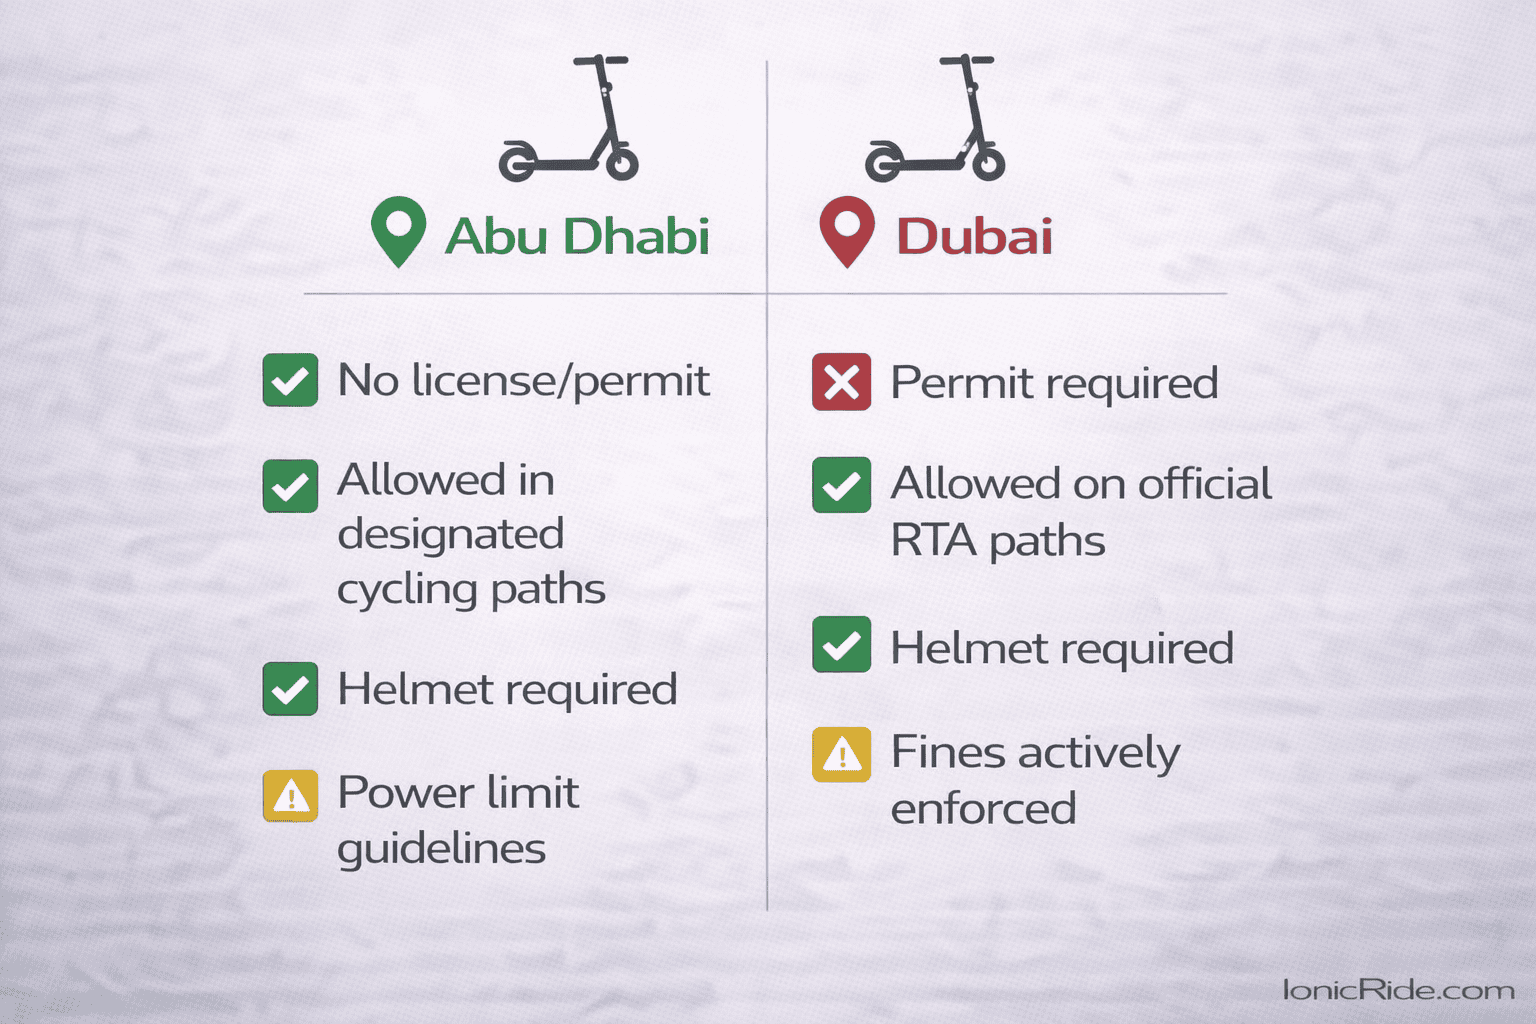 Abu Dhabi
No license/permit
Allowed in
designated
cycling paths
Helmet required
Power limit
guidelines
Dubai
Permit required
Allowed on official
RTA paths
Helmet required
Fines actively
enforced
IonicRide.com